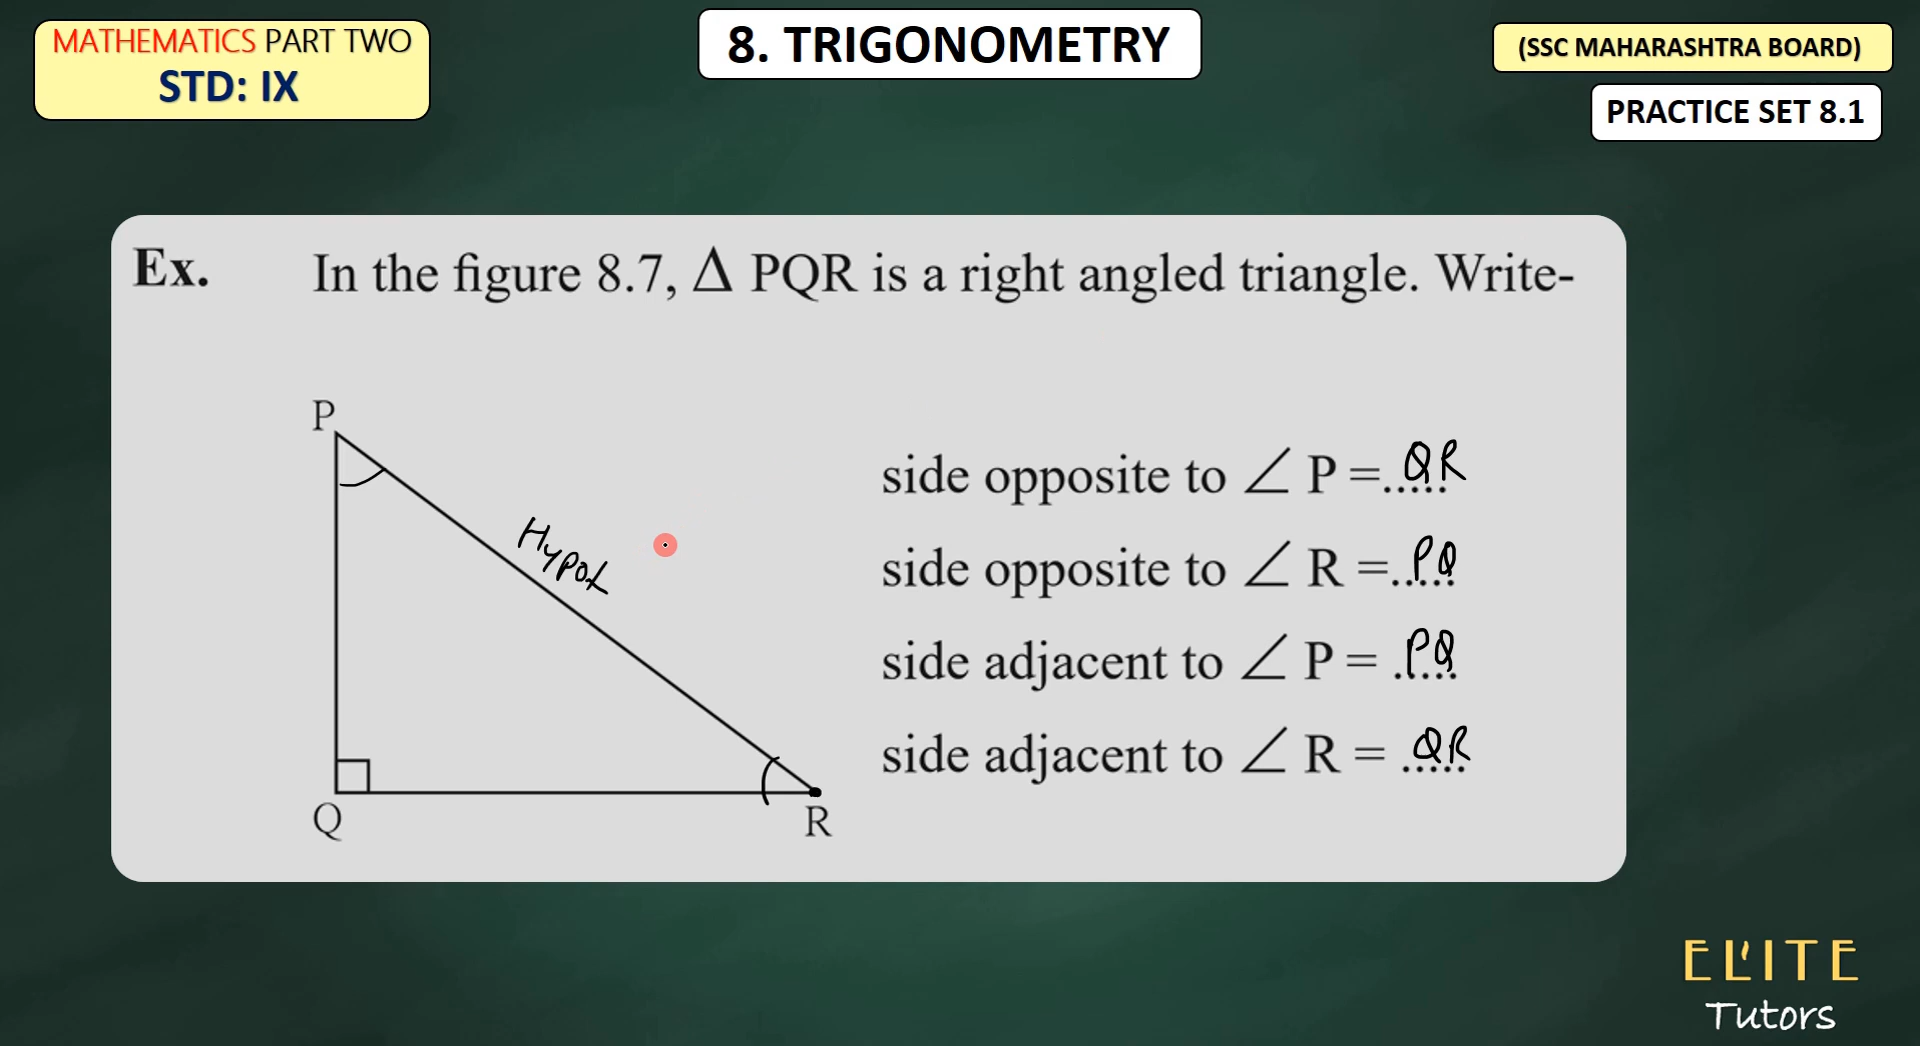 MATHEMATICS PART TWO
STD: IX
8. TRIGONOMETRY
(SSC MAHARASHTRA BOARD)
PRACTICE SET 8.1
Ex. In the figure 8.7, Δ PQR is a right angled triangle. Write-
P
Hypot
Q
R
side opposite to ∠ P =..... QR
side opposite to ∠ R =..... PQ
side adjacent to ∠ P = ..... PQ
side adjacent to ∠ R = ..... QR
ELITE
Tutors